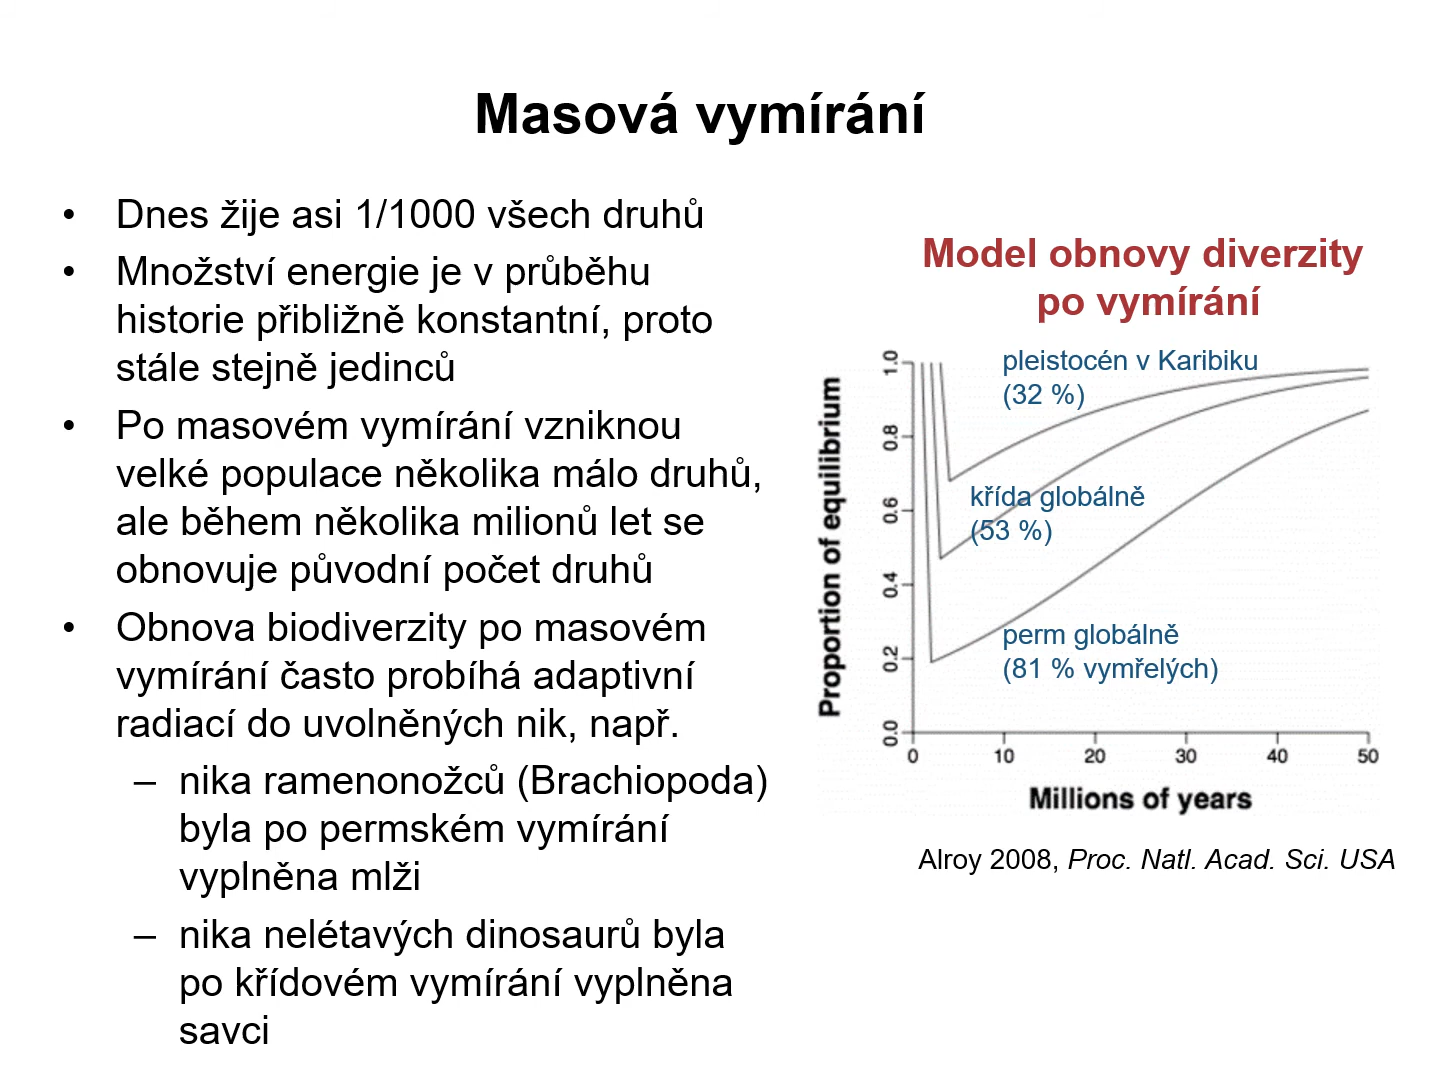 Masová vymírání
• Dnes žije asi 1/1000 všech druhů
• Množství energie je v průběhu
historie přibližně konstantní, proto
stále stejně jedinců
• Po masovém vymírání vzniknou
velké populace několika málo druhů,
ale během několika milionů let se
obnovuje původní počet druhů
• Obnova biodiverzity po masovém
vymírání často probíhá adaptivní
radiací do uvolněných nik, např.
– nika ramenonožců (Brachiopoda)
byla po permském vymírání
vyplněna mlži
– nika nelétavých dinosaurů byla
po křídovém vymírání vyplněna
savci
Model obnovy diverzity
po vymírání
pleistocén v Karibiku
(32 %)
křída globálně
(53 %)
perm globálně
(81 % vymřelých)
Proportion of equilibrium
1.0
0.8
0.6
0.4
0.2
0.0
0 10 20 30 40 50
Millions of years
Alroy 2008, Proc. Natl. Acad. Sci. USA